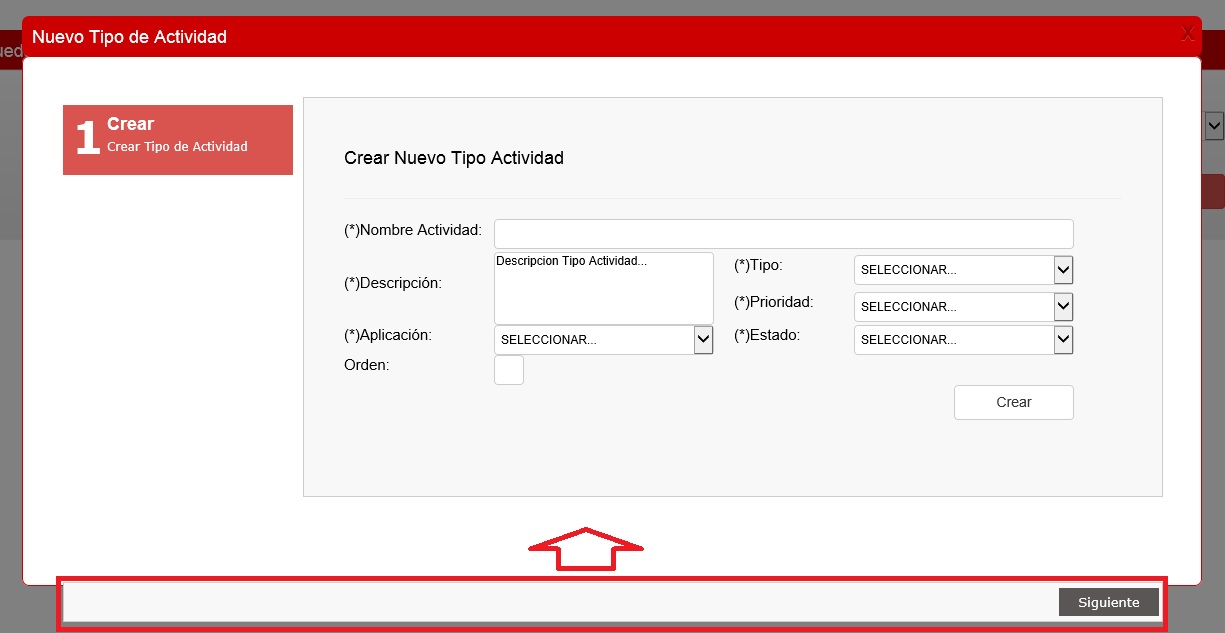 Nuevo Tipo de Actividad
X
ued
1
Crear
Crear Tipo de Actividad
Crear Nuevo Tipo Actividad
(*)Nombre Actividad:
Descripcion Tipo Actividad...
(*)Descripción:
(*)Tipo:
SELECCIONAR...
(*)Prioridad:
SELECCIONAR...
(*)Aplicación:
SELECCIONAR...
(*)Estado:
SELECCIONAR...
Orden:
Crear
Siguiente